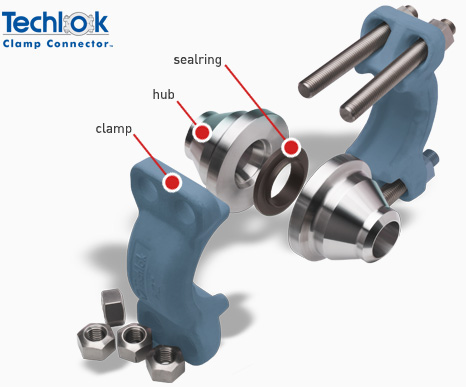 Techlok
Clamp Connector™
sealring
hub
clamp